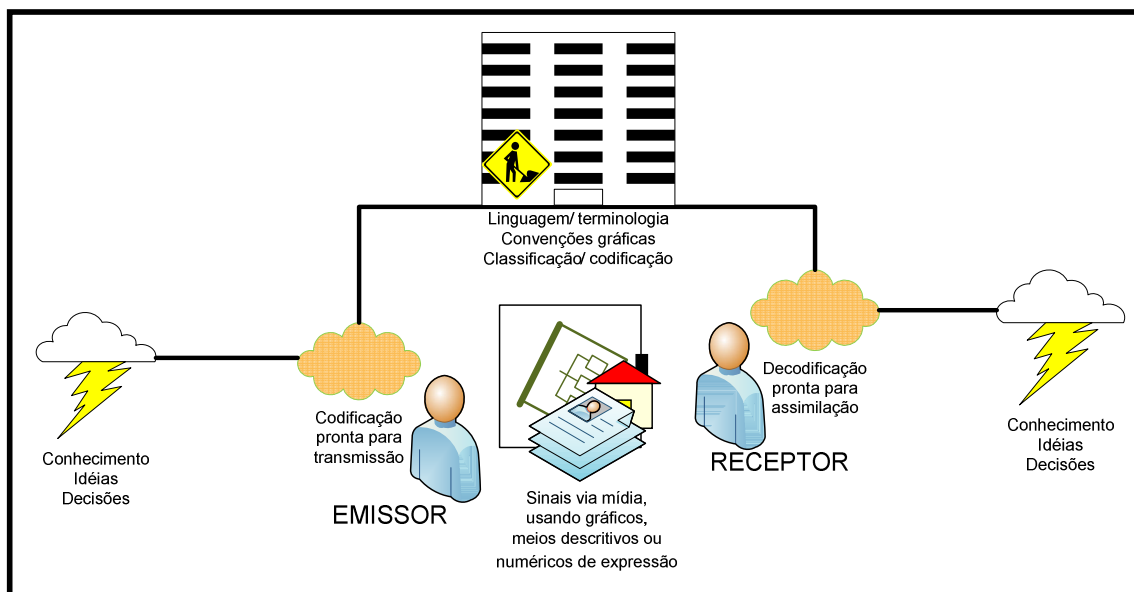 Linguagem/ terminologia
Convenções gráficas
Classificação/ codificação
Conhecimento
Idéias
Decisões
Codificação
pronta para
transmissão
EMISSOR
Sinais via mídia,
usando gráficos,
meios descritivos ou
numéricos de expressão
RECEPTOR
Decodificação
pronta para
assimilação
Conhecimento
Idéias
Decisões